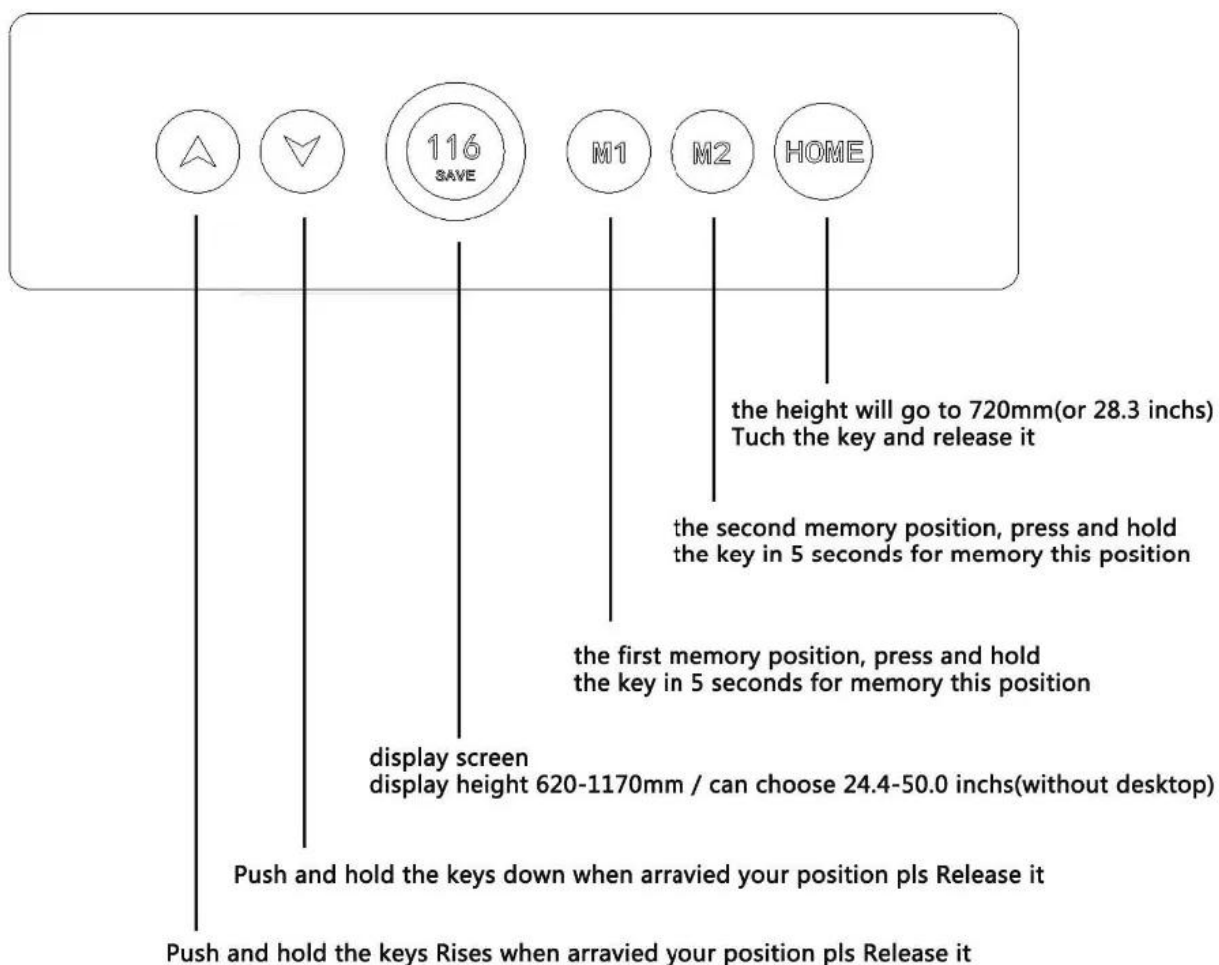 116
SAVE
M1
M2
HOME
the height will go to 720mm(or 28.3 inchs)
Tuch the key and release it
the second memory position, press and hold
the key in 5 seconds for memory this position
the first memory position, press and hold
the key in 5 seconds for memory this position
display screen
display height 620-1170mm / can choose 24.4-50.0 inchs(without desktop)
Push and hold the keys down when arravied your position pls Release it
Push and hold the keys Rises when arravied your position pls Release it